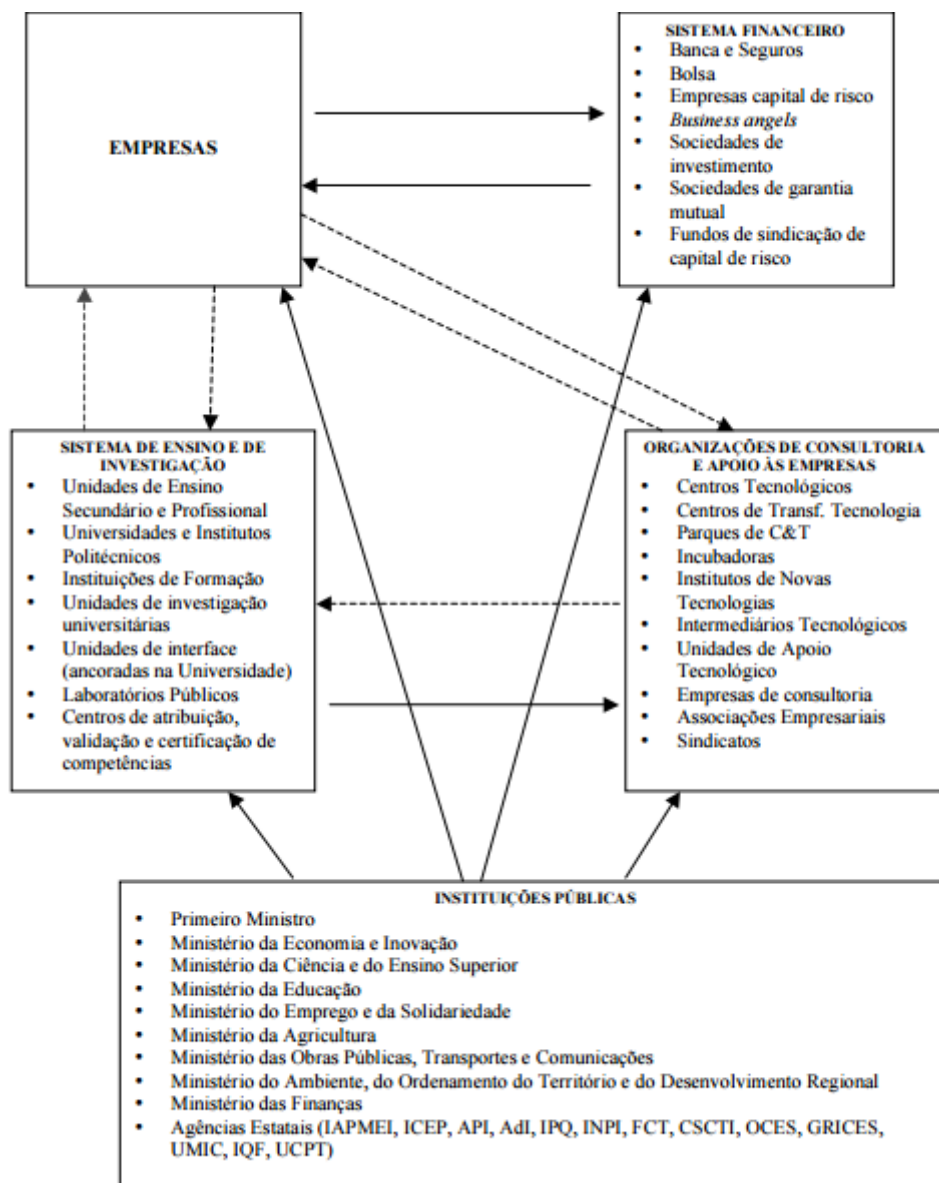 EMPRESAS
SISTEMA FINANCEIRO
• Banca e Seguros
• Bolsa
• Empresas capital de risco
• Business angels
• Sociedades de
investimento
• Sociedades de garantia
mutual
• Fundos de sindicação de
capital de risco
SISTEMA DE ENSINO E DE
INVESTIGAÇÃO
• Unidades de Ensino
Secundário e Profissional
• Universidades e Institutos
Politécnicos
• Instituições de Formação
• Unidades de investigação
universitárias
• Unidades de interface
(ancoradas na Universidade)
• Laboratórios Públicos
• Centros de atribuição,
validação e certificação de
competências
ORGANIZAÇÕES DE CONSULTORIA
E APOIO ÀS EMPRESAS
• Centros Tecnológicos
• Centros de Transf. Tecnologia
• Parques de C&T
• Incubadoras
• Institutos de Novas
Tecnologias
• Intermediários Tecnológicos
• Unidades de Apoio
Tecnológico
• Empresas de consultoria
• Associações Empresariais
• Sindicatos
INSTITUIÇÕES PÚBLICAS
• Primeiro Ministro
• Ministério da Economia e Inovação
• Ministério da Ciência e do Ensino Superior
• Ministério da Educação
• Ministério do Emprego e da Solidariedade
• Ministério da Agricultura
• Ministério das Obras Públicas, Transportes e Comunicações
• Ministério do Ambiente, do Ordenamento do Território e do Desenvolvimento Regional
• Ministério das Finanças
• Agências Estatais (IAPMEI, ICEP, API, AdI, IPQ, INPI, FCT, CSCTI, OCES, GRICES,
UMIC, IQF, UCPT)